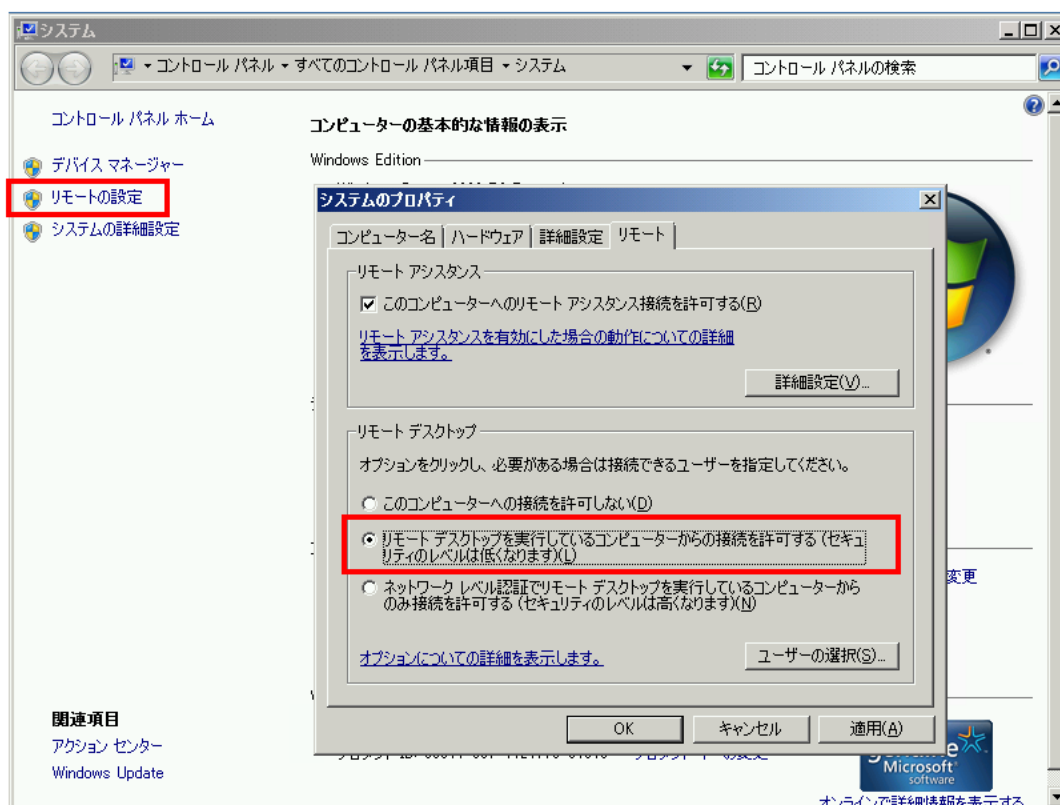 システム
コントロール パネル ▾ すべてのコントロール パネル項目 ▾ システム
コントロール パネルの検索
コントロール パネル ホーム
デバイス マネージャー
リモートの設定
システムの詳細設定
コンピューターの基本的な情報の表示
Windows Edition
システムのプロパティ
コンピューター名
ハードウェア
詳細設定
リモート
リモート アシスタンス
このコンピューターへのリモート アシスタンス接続を許可する(R)
リモート アシスタンスを有効にした場合の動作についての詳細
を表示します。
詳細設定(V)...
リモート デスクトップ
オプションをクリックし、必要がある場合は接続できるユーザーを指定してください。
このコンピューターへの接続を許可しない(D)
リモート デスクトップを実行しているコンピューターからの接続を許可する (セキュ
リティのレベルは低くなります)(L)
ネットワーク レベル認証でリモート デスクトップを実行しているコンピューターから
のみ接続を許可する (セキュリティのレベルは高くなります)(N)
オプションについての詳細を表示します。
ユーザーの選択(S)...
OK
キャンセル
適用(A)
変更
関連項目
アクション センター
Windows Update
Microsoft
software
オンラインで詳細情報を表示する